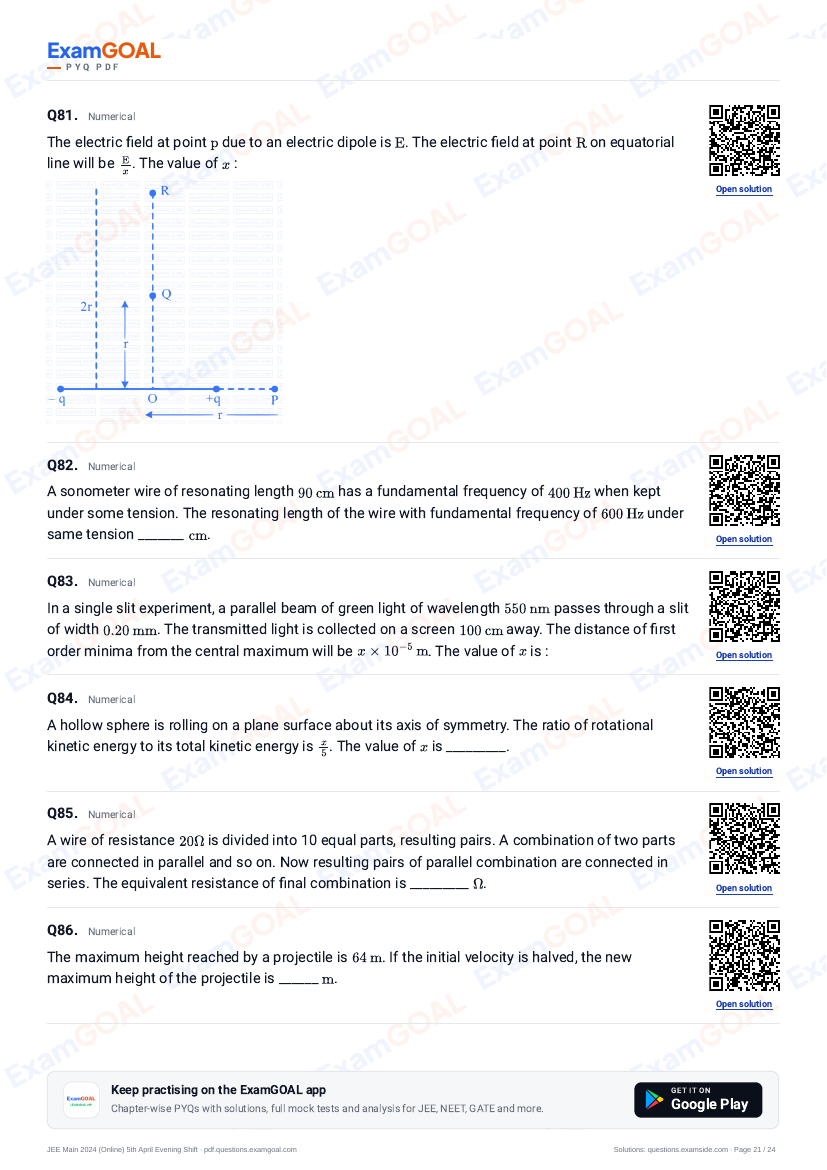 ExamGOAL
PYQ PDF
Q81. Numerical
The electric field at point p due to an electric dipole is E. The electric field at point R on equatorial
line will be E/x. The value of x :
R
Q
2r
r
-q
O
+q
P
r
Open solution
Q82. Numerical
A sonometer wire of resonating length 90 cm has a fundamental frequency of 400 Hz when kept
under some tension. The resonating length of the wire with fundamental frequency of 600 Hz under
same tension _______ cm.
Open solution
Q83. Numerical
In a single slit experiment, a parallel beam of green light of wavelength 550 nm passes through a slit
of width 0.20 mm. The transmitted light is collected on a screen 100 cm away. The distance of first
order minima from the central maximum will be x × 10⁻⁵ m. The value of x is :
Open solution
Q84. Numerical
A hollow sphere is rolling on a plane surface about its axis of symmetry. The ratio of rotational
kinetic energy to its total kinetic energy is x/5. The value of x is _________.
Open solution
Q85. Numerical
A wire of resistance 20Ω is divided into 10 equal parts, resulting pairs. A combination of two parts
are connected in parallel and so on. Now resulting pairs of parallel combination are connected in
series. The equivalent resistance of final combination is _________ Ω.
Open solution
Q86. Numerical
The maximum height reached by a projectile is 64 m. If the initial velocity is halved, the new
maximum height of the projectile is ______ m.
Open solution
ExamGOAL
Keep practising on the ExamGOAL app
Chapter-wise PYQs with solutions, full mock tests and analysis for JEE, NEET, GATE and more.
GET IT ON
Google Play
JEE Main 2024 (Online) 5th April Evening Shift · pdf.questions.examgoal.com
Solutions: questions.examside.com · Page 21 / 24